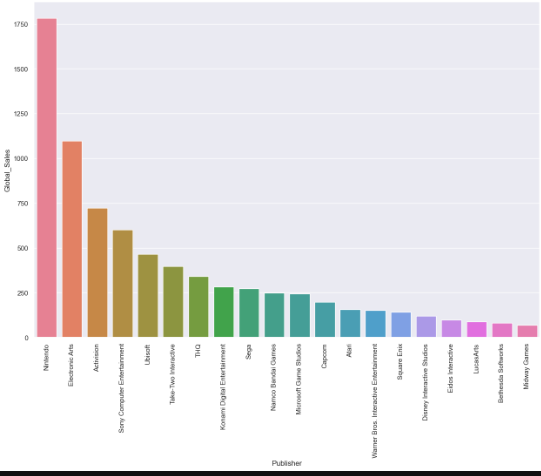 1750
1500
1250
1000
750
500
250
0
Global_Sales
Nintendo
Electronic Arts
Activision
Sony Computer Entertainment
Ubisoft
Take-Two Interactive
THQ
Konami Digital Entertainment
Sega
Namco Bandai Games
Microsoft Game Studios
Capcom
Atari
Warner Bros. Interactive Entertainment
Square Enix
Disney Interactive Studios
Eidos Interactive
LucasArts
Bethesda Softworks
Midway Games
Publisher